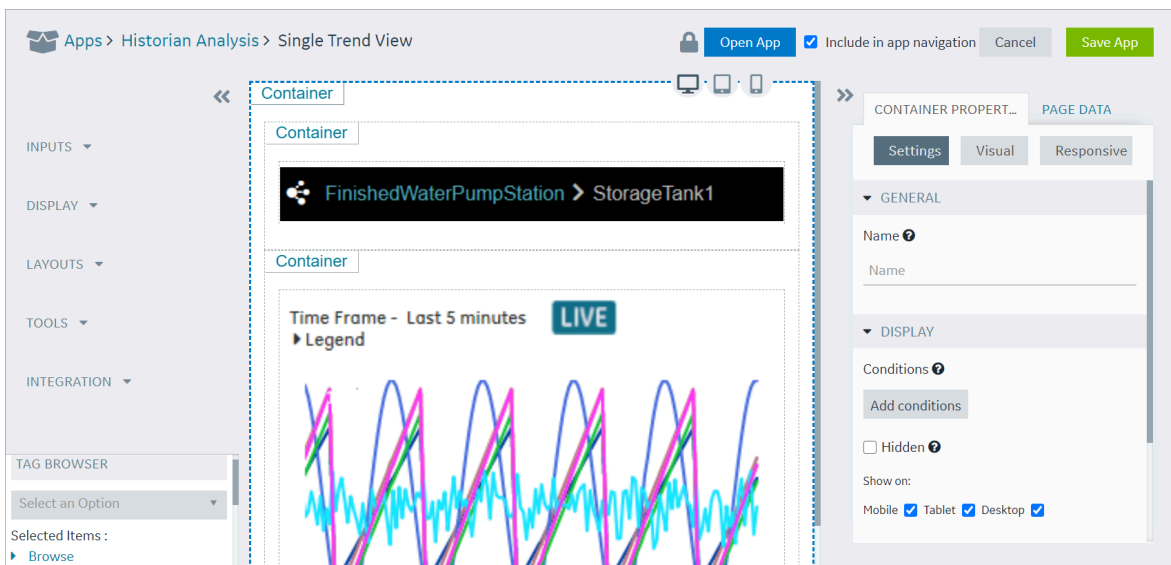 Apps > Historian Analysis > Single Trend View
Open App
Include in app navigation
Cancel
Save App
INPUTS
DISPLAY
LAYOUTS
TOOLS
INTEGRATION
TAG BROWSER
Select an Option
Selected Items :
Browse
Container
Container
FinishedWaterPumpStation > StorageTank1
Container
Time Frame - Last 5 minutes LIVE
Legend
CONTAINER PROPERT... PAGE DATA
Settings Visual Responsive
GENERAL
Name
Name
DISPLAY
Conditions
Add conditions
Hidden
Show on:
Mobile Tablet Desktop